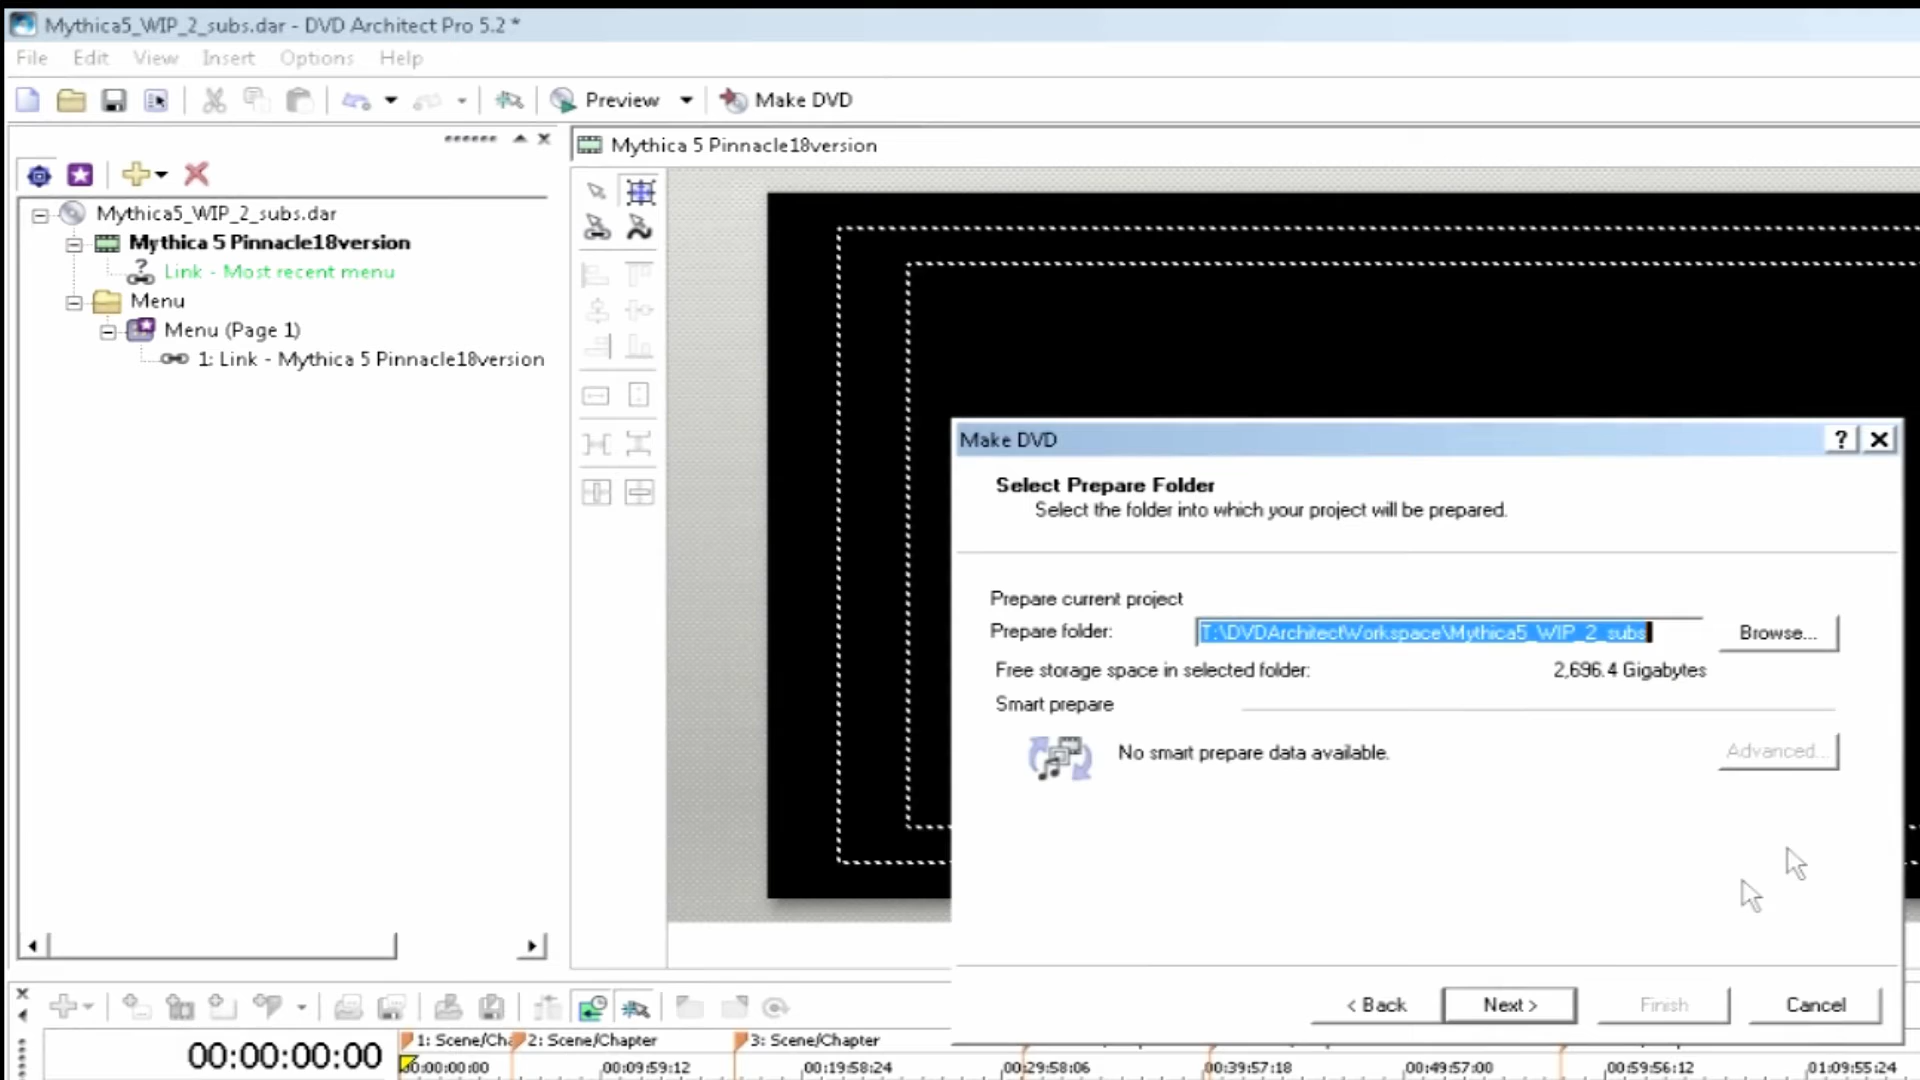 Mythica5_WIP_2_subs.dar - DVD Architect Pro 5.2 *
File Edit View Insert Options Help
Preview Make DVD
Mythica 5 Pinnacle18version
Mythica5_WIP_2_subs.dar
Mythica 5 Pinnacle18version
Link - Most recent menu
Menu
Menu (Page 1)
1: Link - Mythica 5 Pinnacle18version
Make DVD
Select Prepare Folder
Select the folder into which your project will be prepared.
Prepare current project
Prepare folder: T:\DVDArchitectWorkspace\Mythica5_WIP_2_subs Browse...
Free storage space in selected folder: 2,696.4 Gigabytes
Smart prepare
No smart prepare data available. Advanced...
< Back Next > Finish Cancel
1: Scene/Cha 2: Scene/Chapter 3: Scene/Chapter
00:00:00:00
00:00:00:00 00:09:59:12 00:19:58:24 00:29:58:06 00:39:57:18 00:49:57:00 00:59:56:12 01:09:55:24